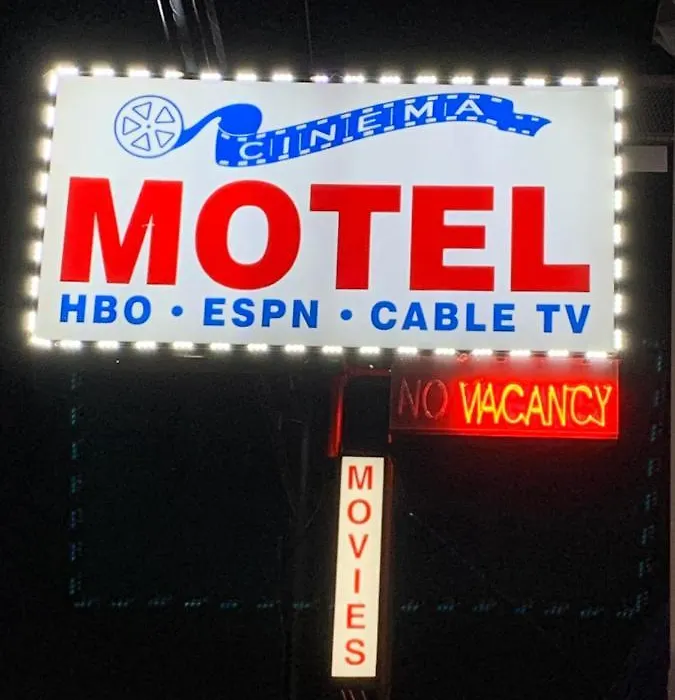 CINEMA
MOTEL
HBO • ESPN • CABLE TV
NO VACANCY
MOVIES